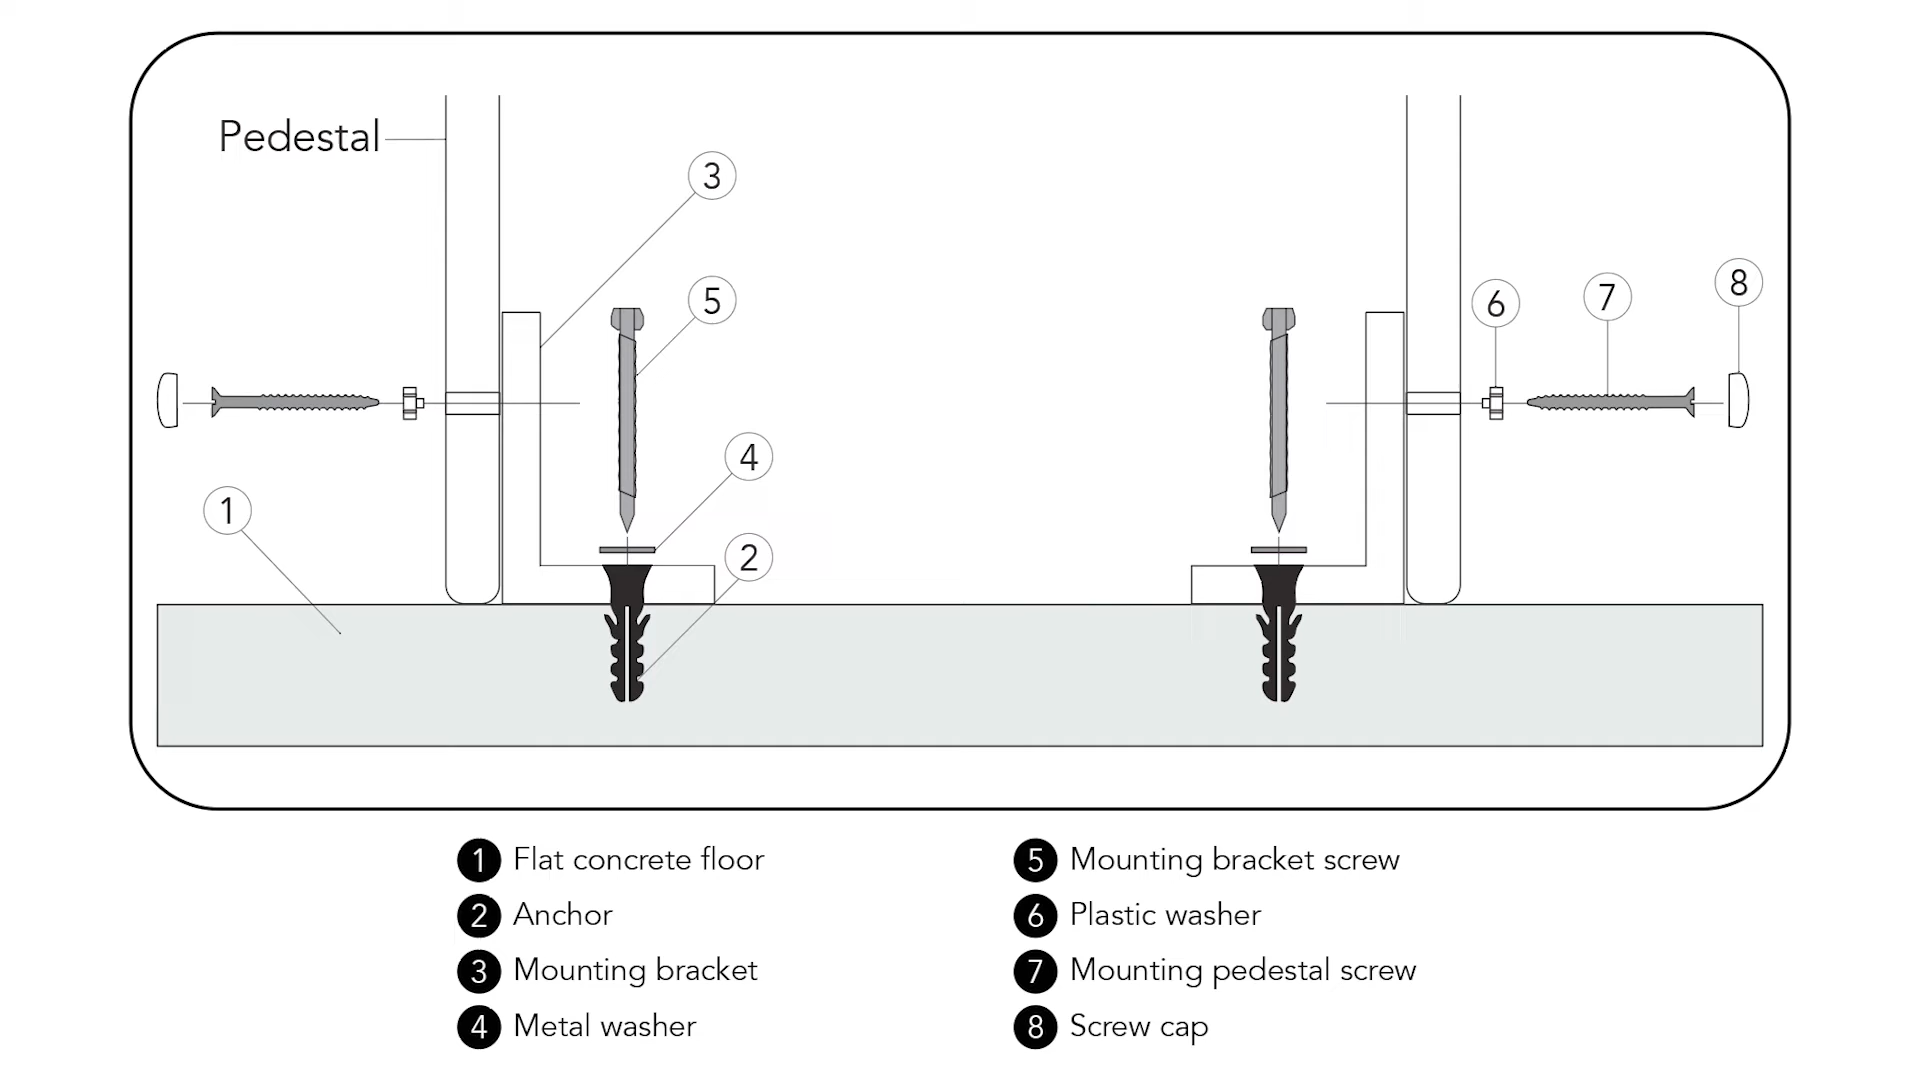 Pedestal
3
5
8
6
7
4
1
2
1 Flat concrete floor
2 Anchor
3 Mounting bracket
4 Metal washer
5 Mounting bracket screw
6 Plastic washer
7 Mounting pedestal screw
8 Screw cap